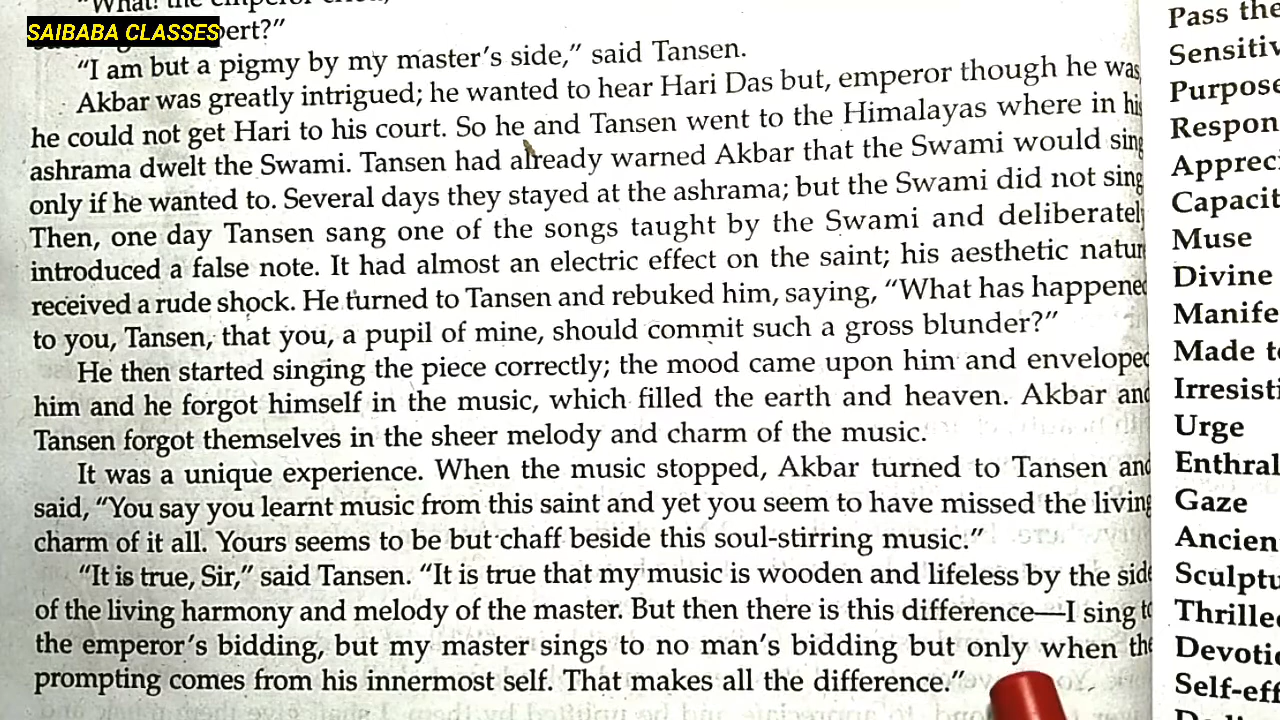 "What! the emperor
SAIBABA CLASSES
pert?"
"I am but a pigmy by my master's side," said Tansen.
Akbar was greatly intrigued; he wanted to hear Hari Das but, emperor though he was,
he could not get Hari to his court. So he and Tansen went to the Himalayas where in his
ashrama dwelt the Swami. Tansen had already warned Akbar that the Swami would sing
only if he wanted to. Several days they stayed at the ashrama; but the Swami did not sing
Then, one day Tansen sang one of the songs taught by the Swami and deliberatel
introduced a false note. It had almost an electric effect on the saint; his aesthetic natur
received a rude shock. He turned to Tansen and rebuked him, saying, "What has happened
to you, Tansen, that you, a pupil of mine, should commit such a gross blunder?"
He then started singing the piece correctly; the mood came upon him and enveloped
him and he forgot himself in the music, which filled the earth and heaven. Akbar and
Tansen forgot themselves in the sheer melody and charm of the music.
It was a unique experience. When the music stopped, Akbar turned to Tansen and
said, "You say you learnt music from this saint and yet you seem to have missed the living
charm of it all. Yours seems to be but chaff beside this soul-stirring music."
"It is true, Sir," said Tansen. "It is true that my music is wooden and lifeless by the side
of the living harmony and melody of the master. But then there is this difference—I sing to
the emperor's bidding, but my master sings to no man's bidding but only when the
prompting comes from his innermost self. That makes all the difference."
Pass the
Sensitiv
Purpose
Respon
Appreci
Capacit
Muse
Divine
Manife
Made to
Irresisti
Urge
Enthral
Gaze
Ancien
Sculptu
Thrilled
Devotio
Self-eff